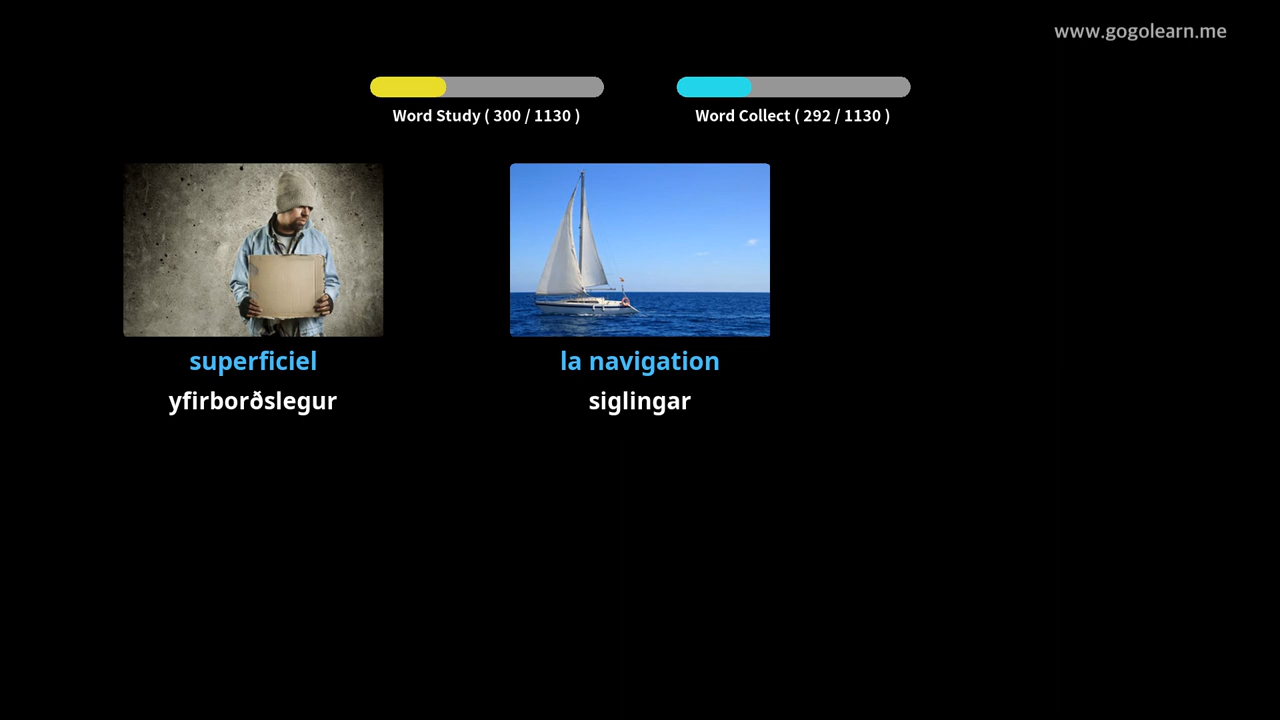 www.gogolearn.me
Word Study ( 300 / 1130 )
Word Collect ( 292 / 1130 )
superficiel
yfirborðslegur
la navigation
siglingar